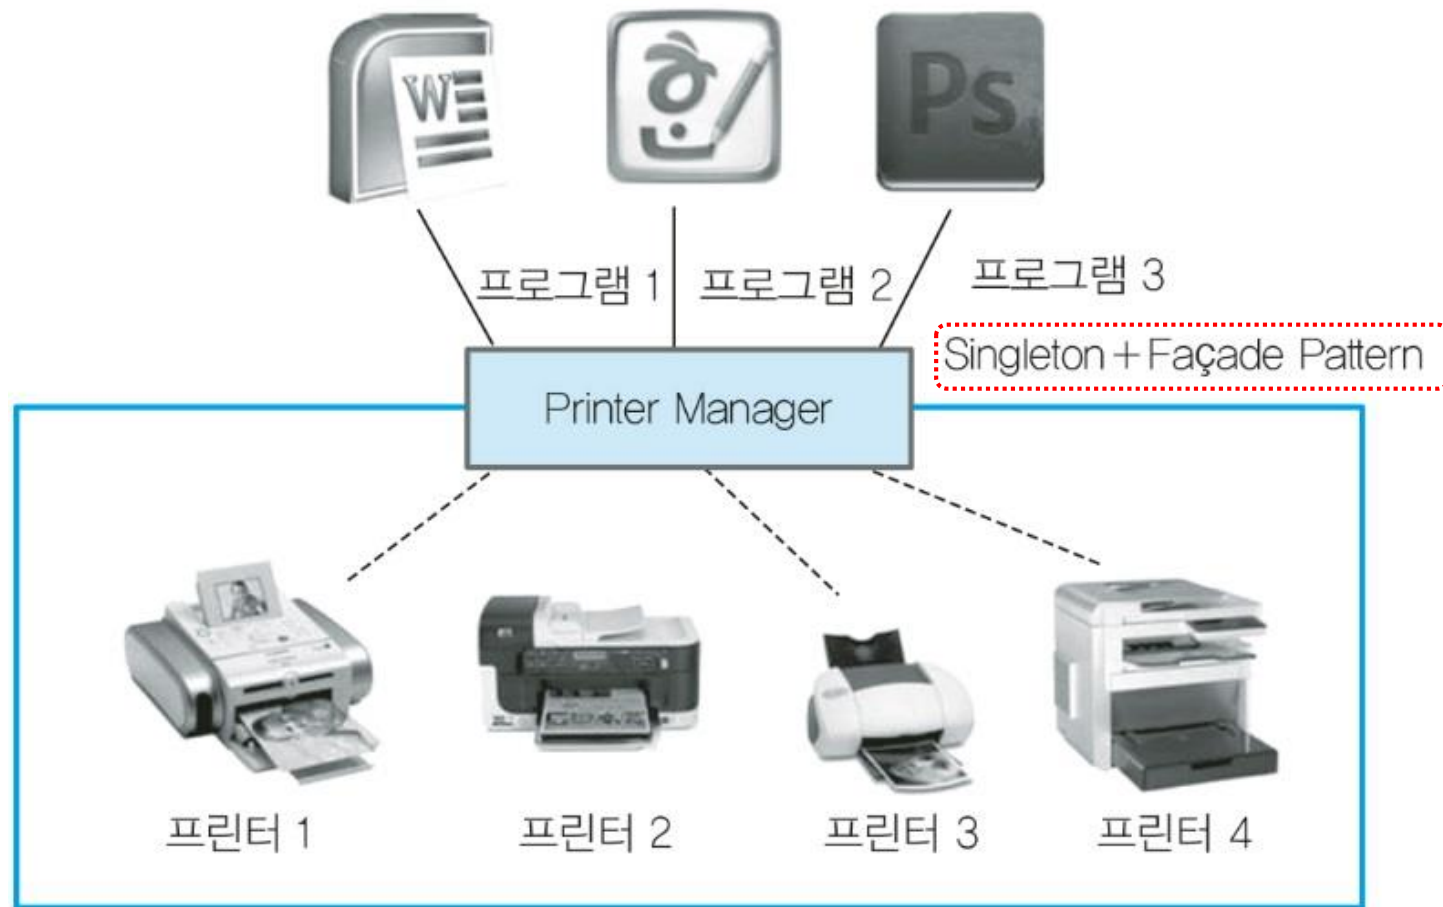 W
한
Ps
프로그램 1
프로그램 2
프로그램 3
Singleton+Façade Pattern
Printer Manager
프린터 1
프린터 2
프린터 3
프린터 4